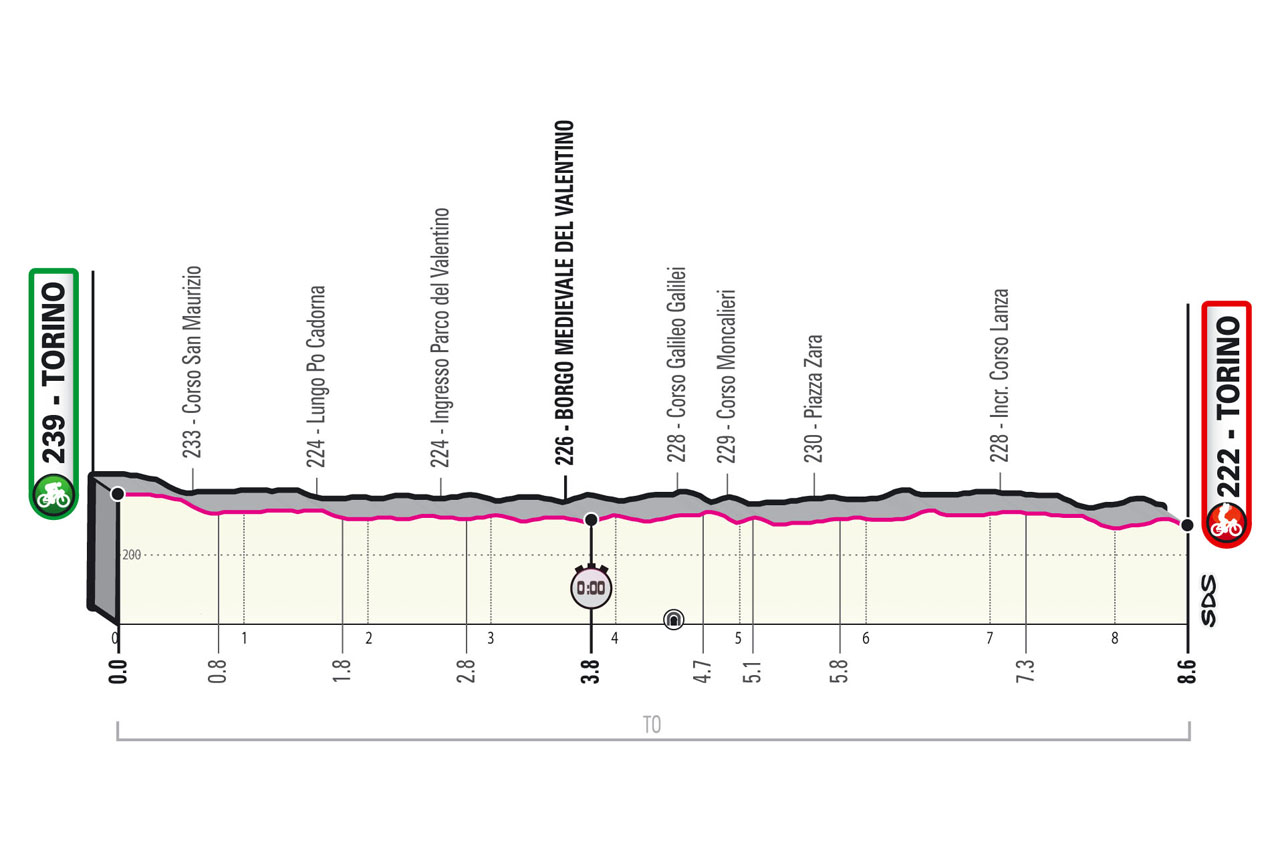 239 - TORINO
233 - Corso San Maurizio
224 - Lungo Po Cadorna
224 - Ingresso Parco del Valentino
226 - BORGO MEDIEVALE DEL VALENTINO
228 - Corso Galileo Galilei
229 - Corso Moncalieri
230 - Piazza Zara
228 - Incr. Corso Lanza
222 - TORINO
200
0:00
SDS
0 1 2 3 4 5 6 7 8
0.0 0.8 1.8 2.8 3.8 4.7 5.1 5.8 7.3 8.6
TO